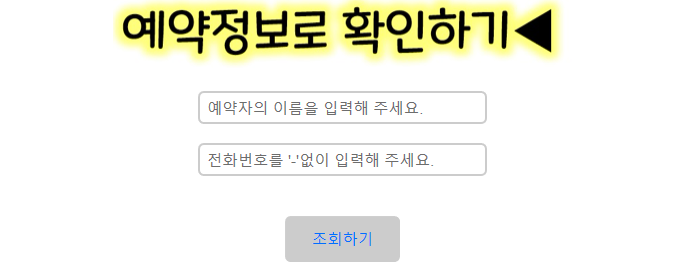 예약정보로 확인하기◀
예약자의 이름을 입력해 주세요.
전화번호를 '-'없이 입력해 주세요.
조회하기